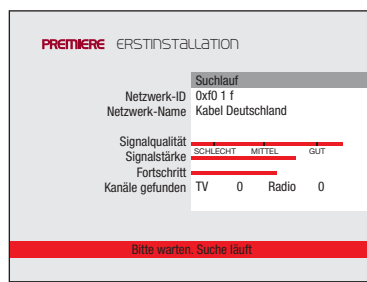 PREMIERE ERSTINSTALLATION
Suchlauf
Netzwerk-ID 0xf0 1 f
Netzwerk-Name Kabel Deutschland
Signalqualität
SCHLECHT MITTEL GUT
Signalstärke
Fortschritt
Kanäle gefunden TV 0 Radio 0
Bitte warten. Suche läuft